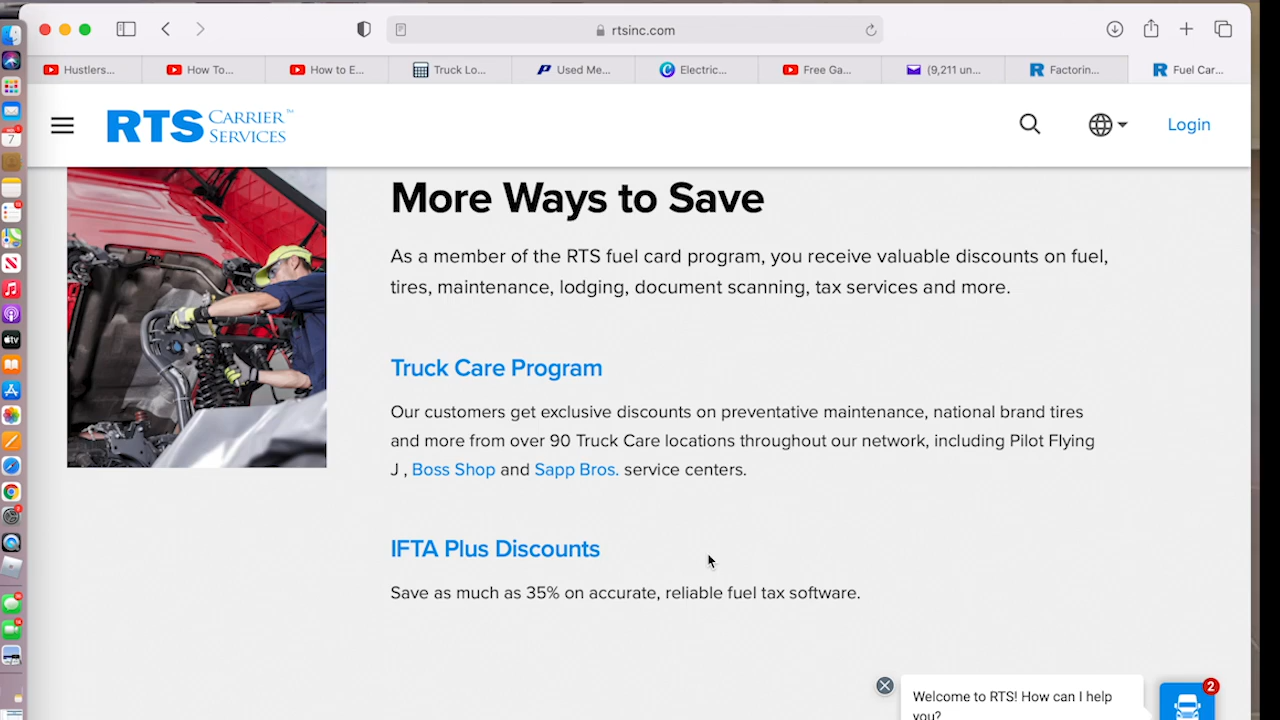 rtsinc.com
Hustlers...
How To...
How to E...
Truck Lo...
Used Me...
Electric...
Free Ga...
(9,211 un...
Factorin...
Fuel Car...
RTS CARRIER SERVICES™
Login
More Ways to Save
As a member of the RTS fuel card program, you receive valuable discounts on fuel,
tires, maintenance, lodging, document scanning, tax services and more.
Truck Care Program
Our customers get exclusive discounts on preventative maintenance, national brand tires
and more from over 90 Truck Care locations throughout our network, including Pilot Flying
J , Boss Shop and Sapp Bros. service centers.
IFTA Plus Discounts
Save as much as 35% on accurate, reliable fuel tax software.
Welcome to RTS! How can I help
you?
2
7
tv